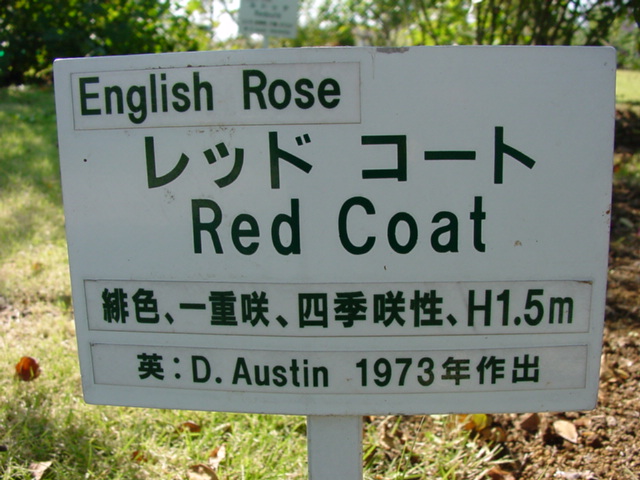 English Rose
レッド コート
Red Coat
緋色、一重咲、四季咲性、H1.5m
英：D. Austin 1973年作出